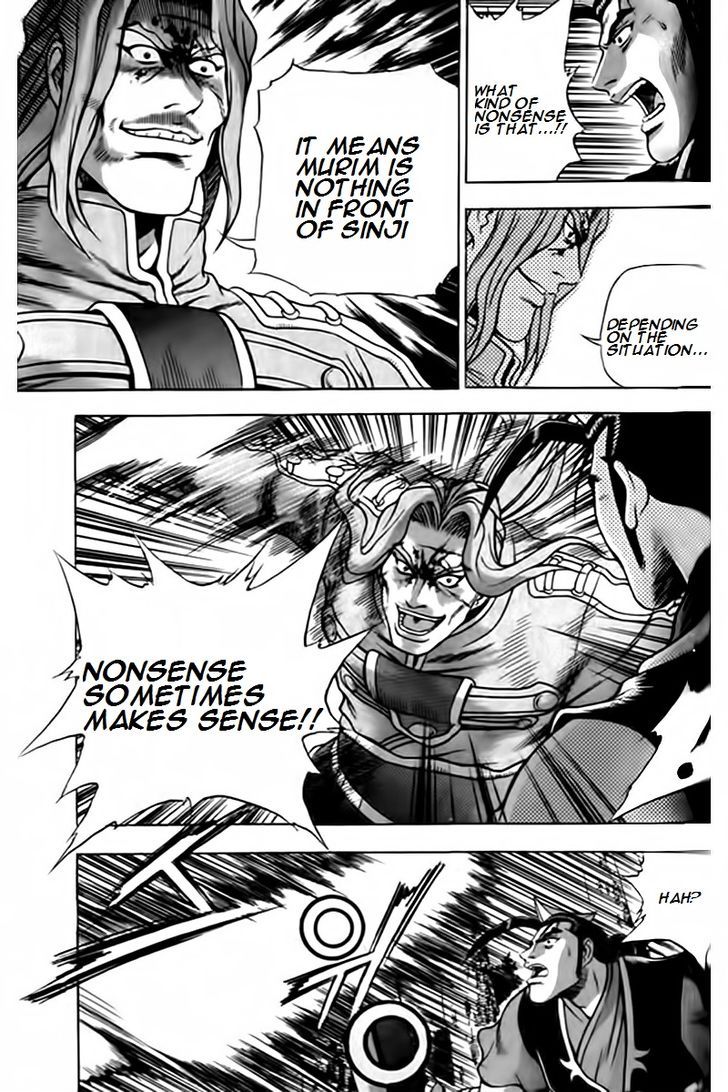 WHAT
KIND OF
NONSENSE
IS THAT...!!
IT MEANS
MURIM IS
NOTHING
IN FRONT
OF SINJI
DEPENDING
ON THE
SITUATION...
NONSENSE
SOMETIMES
MAKES SENSE!!
!
HAH?